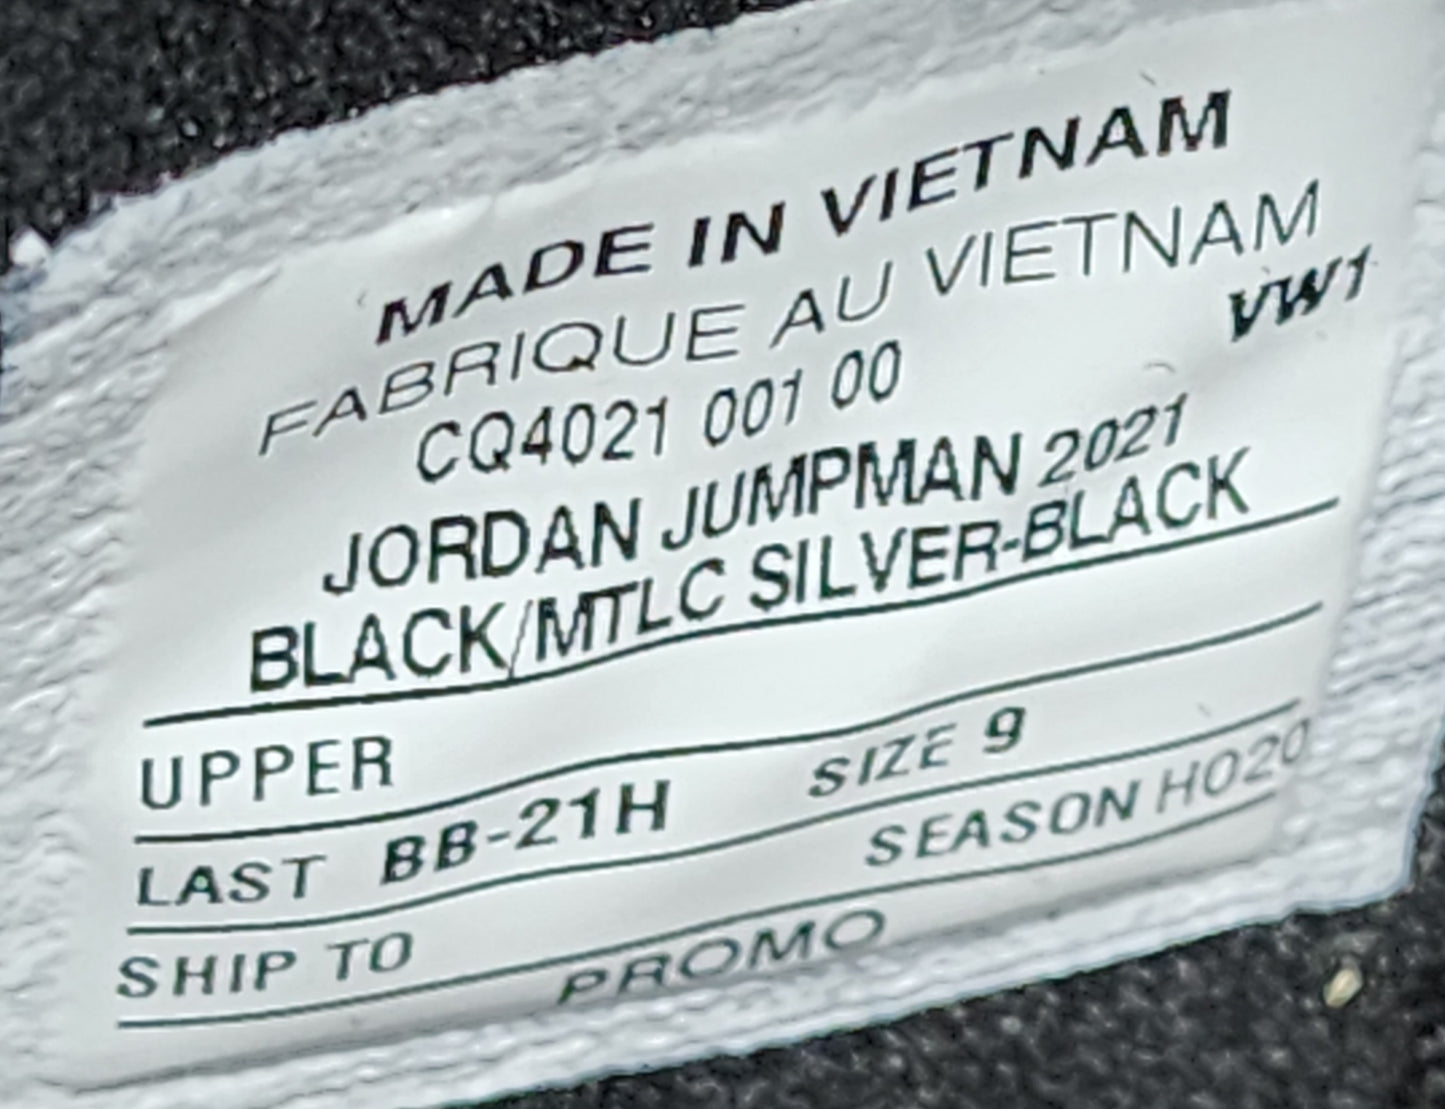 MADE IN VIETNAM
FABRIQUE AU VIETNAM
VW1
CQ4021 001 00
JORDAN JUMPMAN 2021
BLACK/MTLC SILVER-BLACK
UPPER
LAST BB-21H SIZE 9
SHIP TO SEASON HO20
PROMO